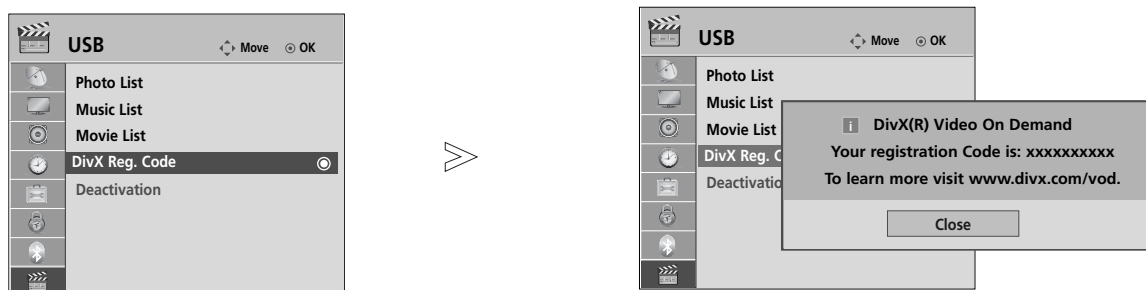 USB
Move OK
Photo List
Music List
Movie List
DivX Reg. Code
Deactivation
USB
Move OK
Photo List
Music List
Movie List
DivX Reg. C
Deactivatio
i DivX(R) Video On Demand
Your registration Code is: xxxxxxxxxx
To learn more visit www.divx.com/vod.
Close